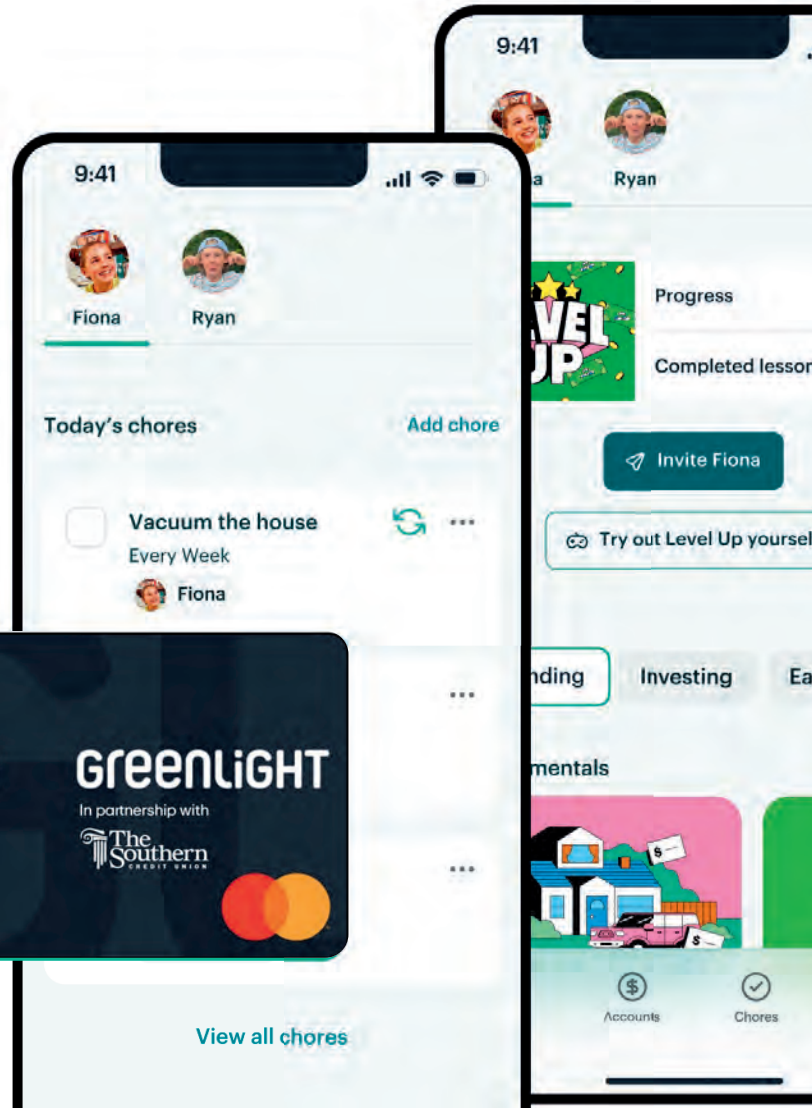 9:41
Fiona
Ryan
Today's chores
Add chore
Vacuum the house
Every Week
Fiona
GreenLiGHT
In partnership with
The
Southern
CREDIT UNION
View all chores
9:41
Ryan
LEVEL
UP
Progress
Completed lesson
Invite Fiona
Try out Level Up yoursel
nding
Investing
Ea
mentals
$
$
$
Accounts
Chores